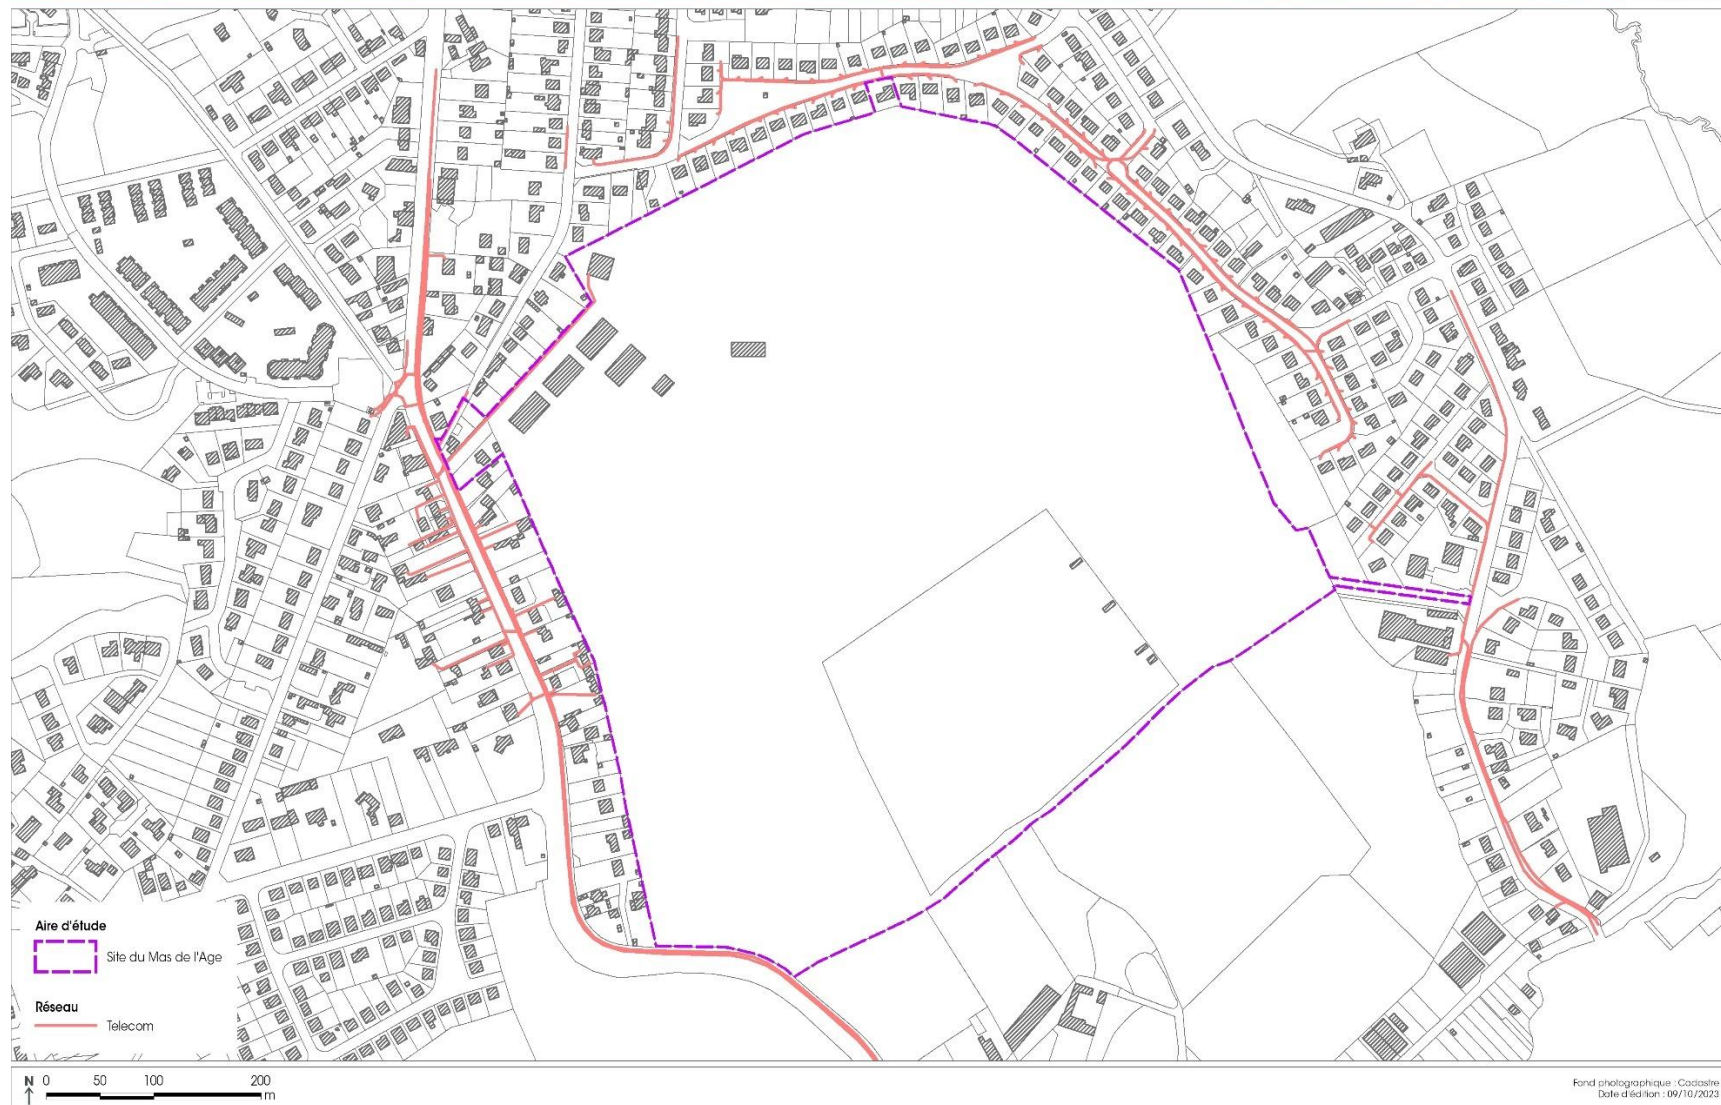 Aire d'étude
Site du Mas de l'Age
Réseau
Telecom
N 0 50 100 200
m
Fond photographique : Cadastre
Date d'édition : 09/10/2023